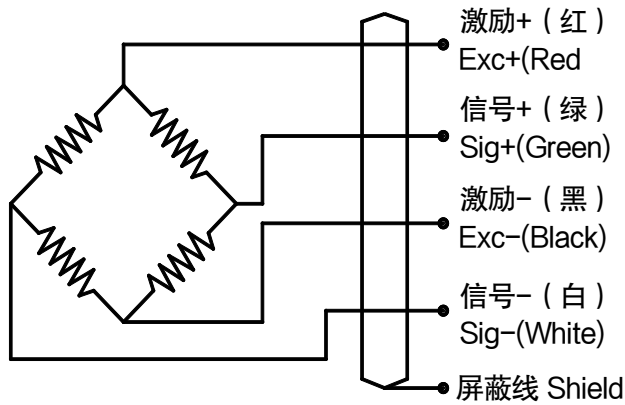 激励+（红）
Exc+(Red
信号+（绿）
Sig+(Green)
激励-（黑）
Exc-(Black)
信号-（白）
Sig-(White)
屏蔽线 Shield